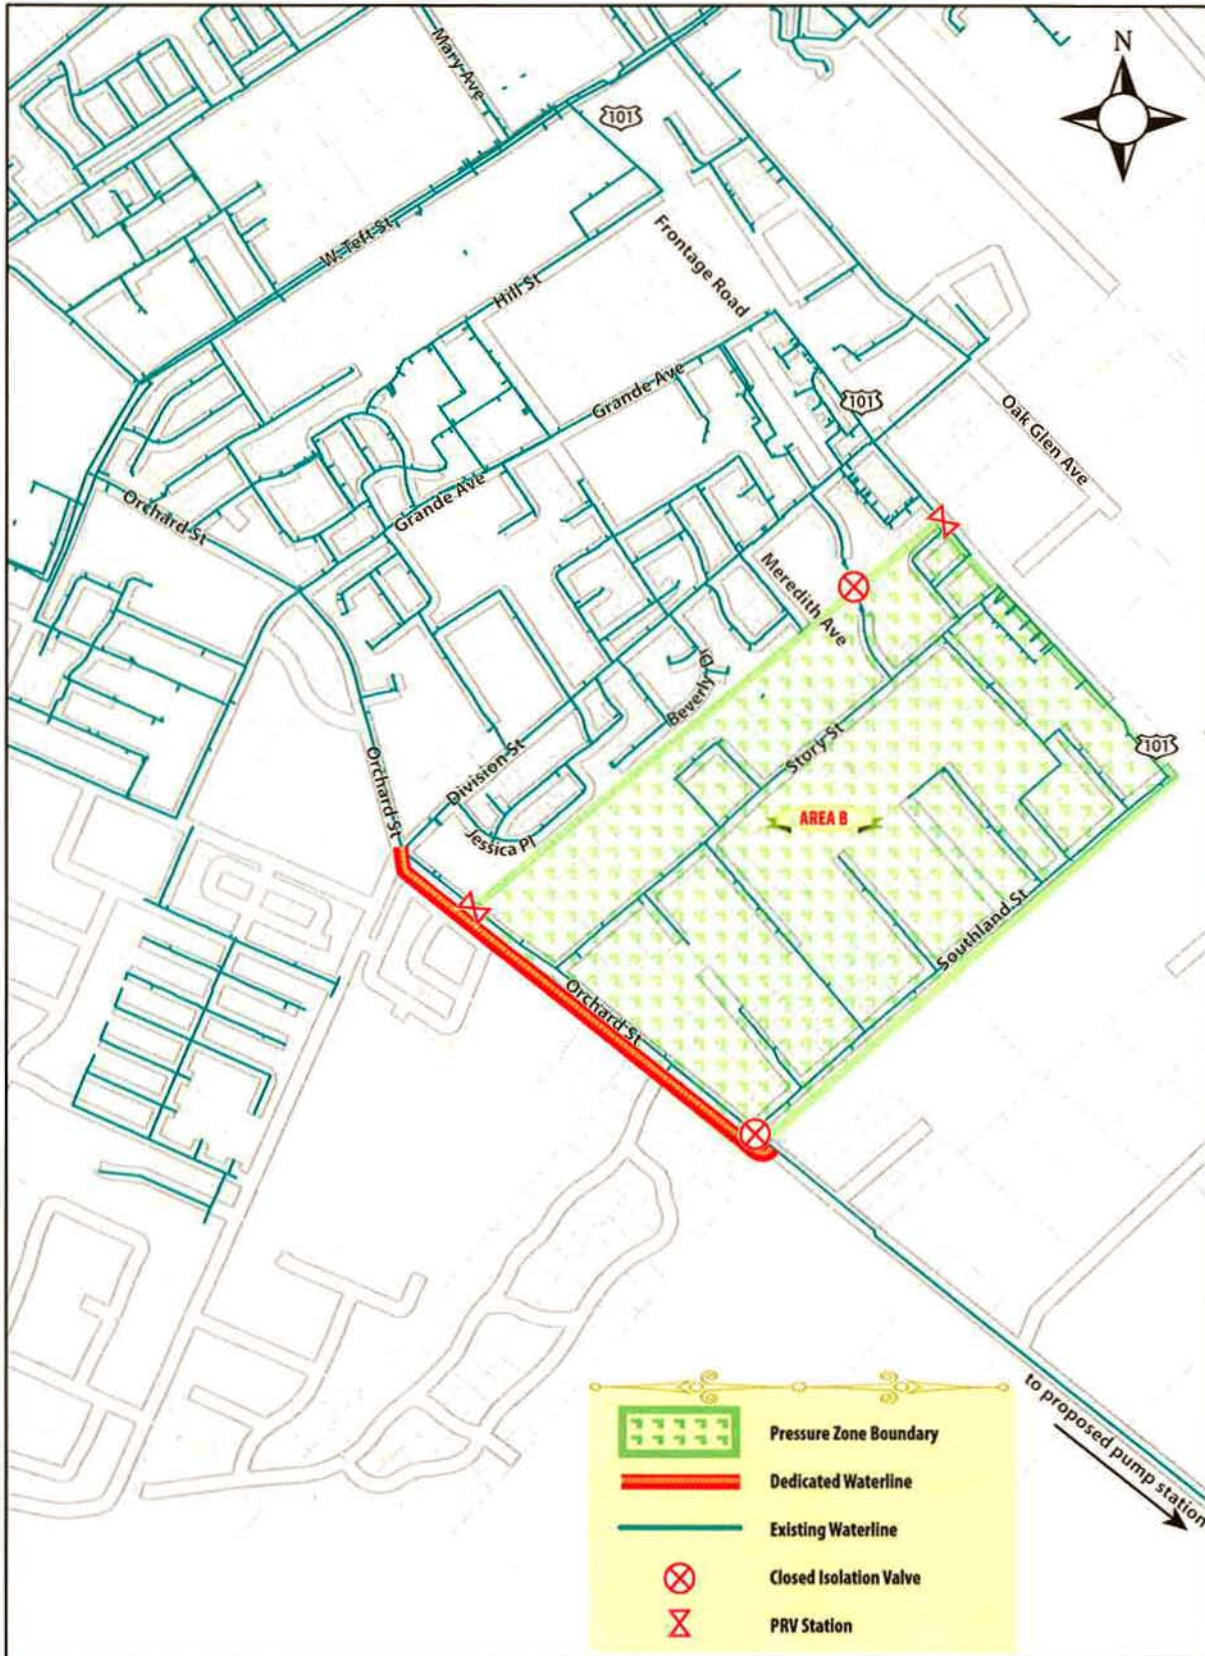 N
Mary Ave
101
W. Teft St
Frontage Road
Hill St
Grande Ave
101
Oak Glen Ave
Orchard St
Grande Ave
Meredith Ave
Beverly Dr
Orchard St
Division St
Story St
101
AREA B
Jessica Pl
Southland St
Orchard St
to proposed pump station
Pressure Zone Boundary
Dedicated Waterline
Existing Waterline
Closed Isolation Valve
PRV Station